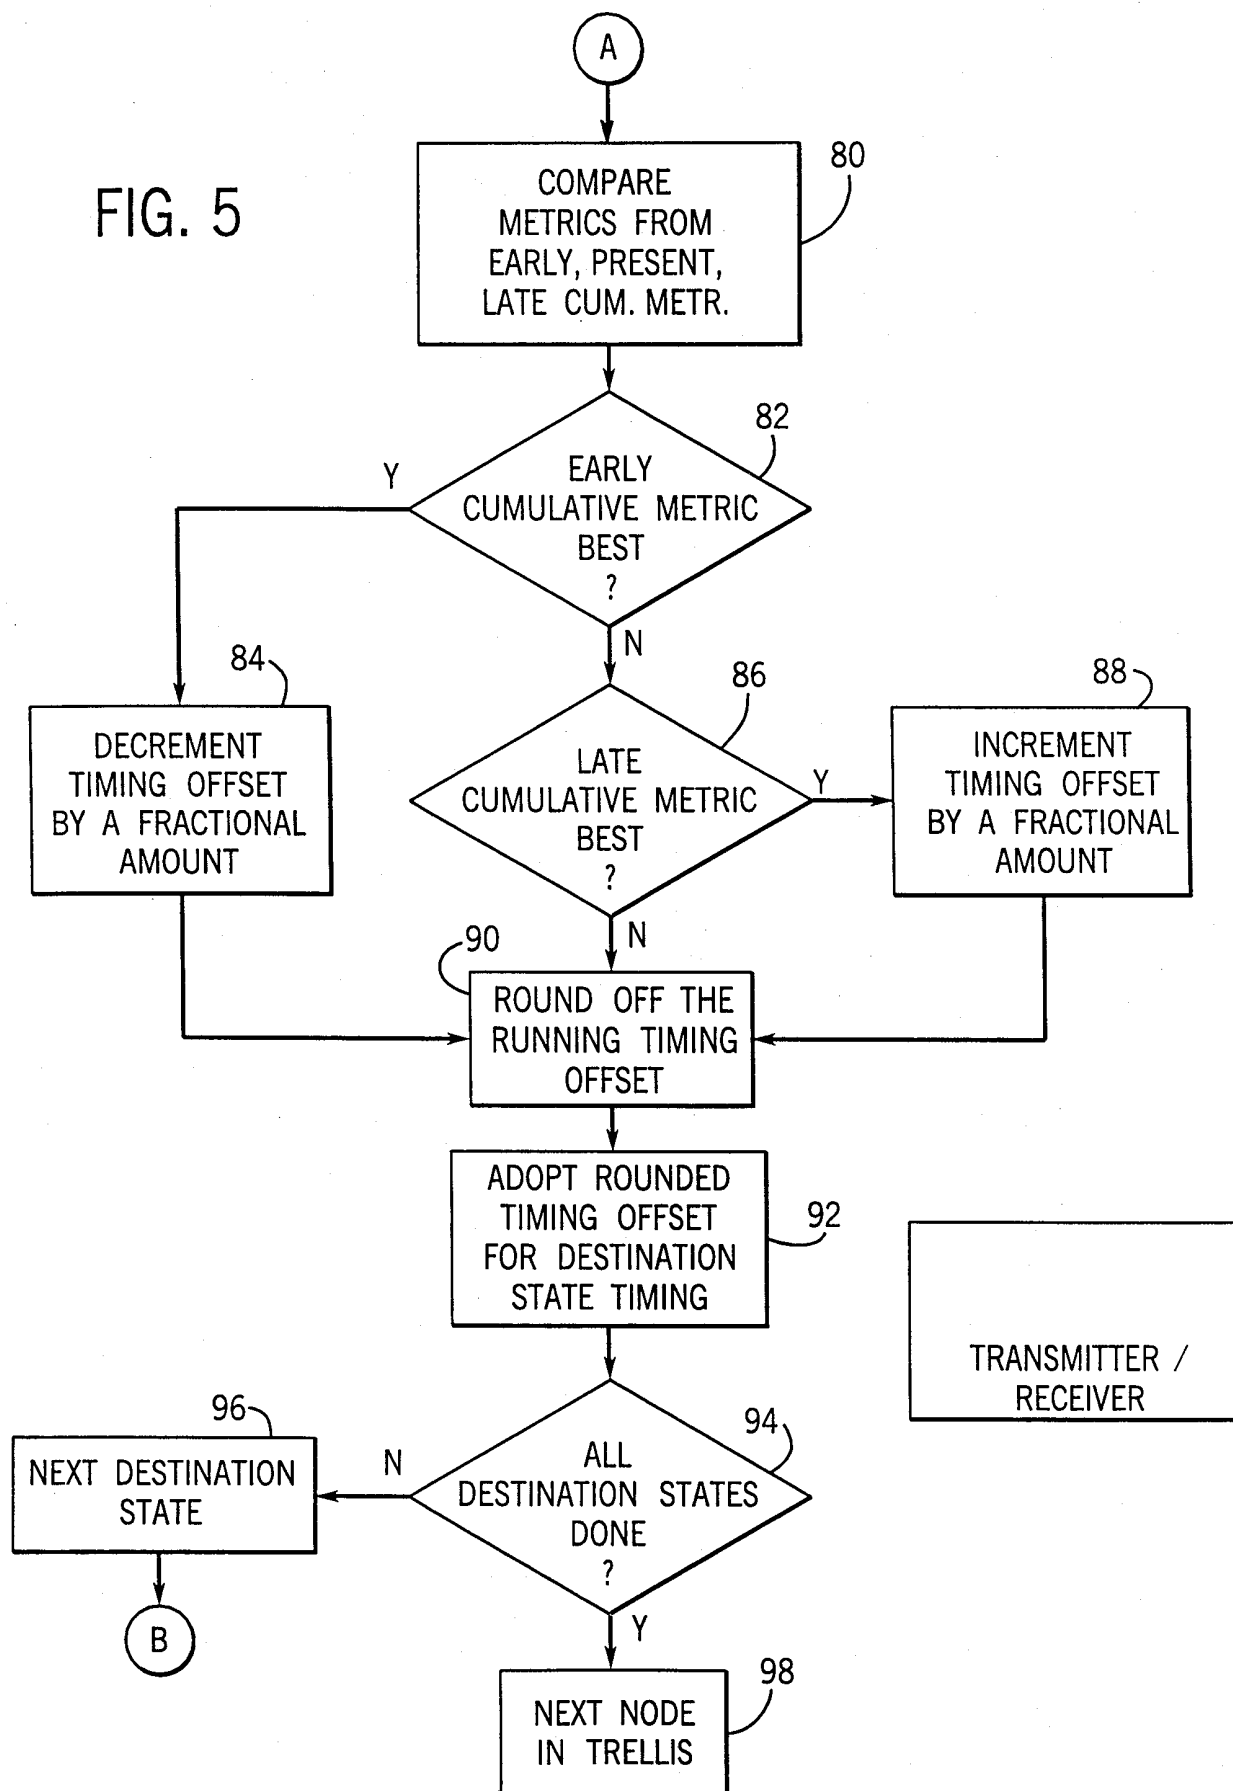 A
FIG. 5
80
COMPARE
METRICS FROM
EARLY, PRESENT,
LATE CUM. METR.
82
Y
EARLY
CUMULATIVE METRIC
BEST
?
N
84
DECREMENT
TIMING OFFSET
BY A FRACTIONAL
AMOUNT
86
LATE
CUMULATIVE METRIC
BEST
?
Y
N
88
INCREMENT
TIMING OFFSET
BY A FRACTIONAL
AMOUNT
90
ROUND OFF THE
RUNNING TIMING
OFFSET
92
ADOPT ROUNDED
TIMING OFFSET
FOR DESTINATION
STATE TIMING
TRANSMITTER /
RECEIVER
94
ALL
DESTINATION STATES
DONE
?
N
Y
96
NEXT DESTINATION
STATE
B
98
NEXT NODE
IN TRELLIS